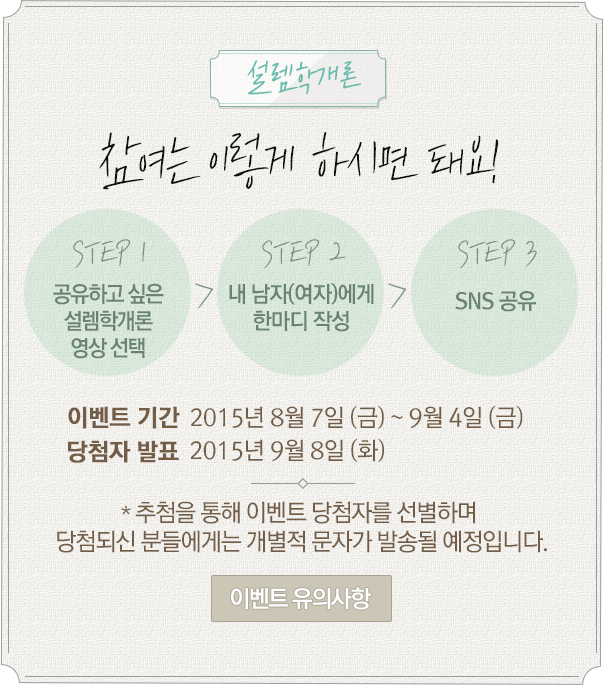 설렘학개론
참여는 이렇게 하시면 돼요!
STEP 1
공유하고 싶은
설렘학개론
영상 선택
>
STEP 2
내 남자(여자)에게
한마디 작성
>
STEP 3
SNS 공유
이벤트 기간 2015년 8월 7일 (금) ~ 9월 4일 (금)
당첨자 발표 2015년 9월 8일 (화)
* 추첨을 통해 이벤트 당첨자를 선별하며
당첨되신 분들에게는 개별적 문자가 발송될 예정입니다.
이벤트 유의사항